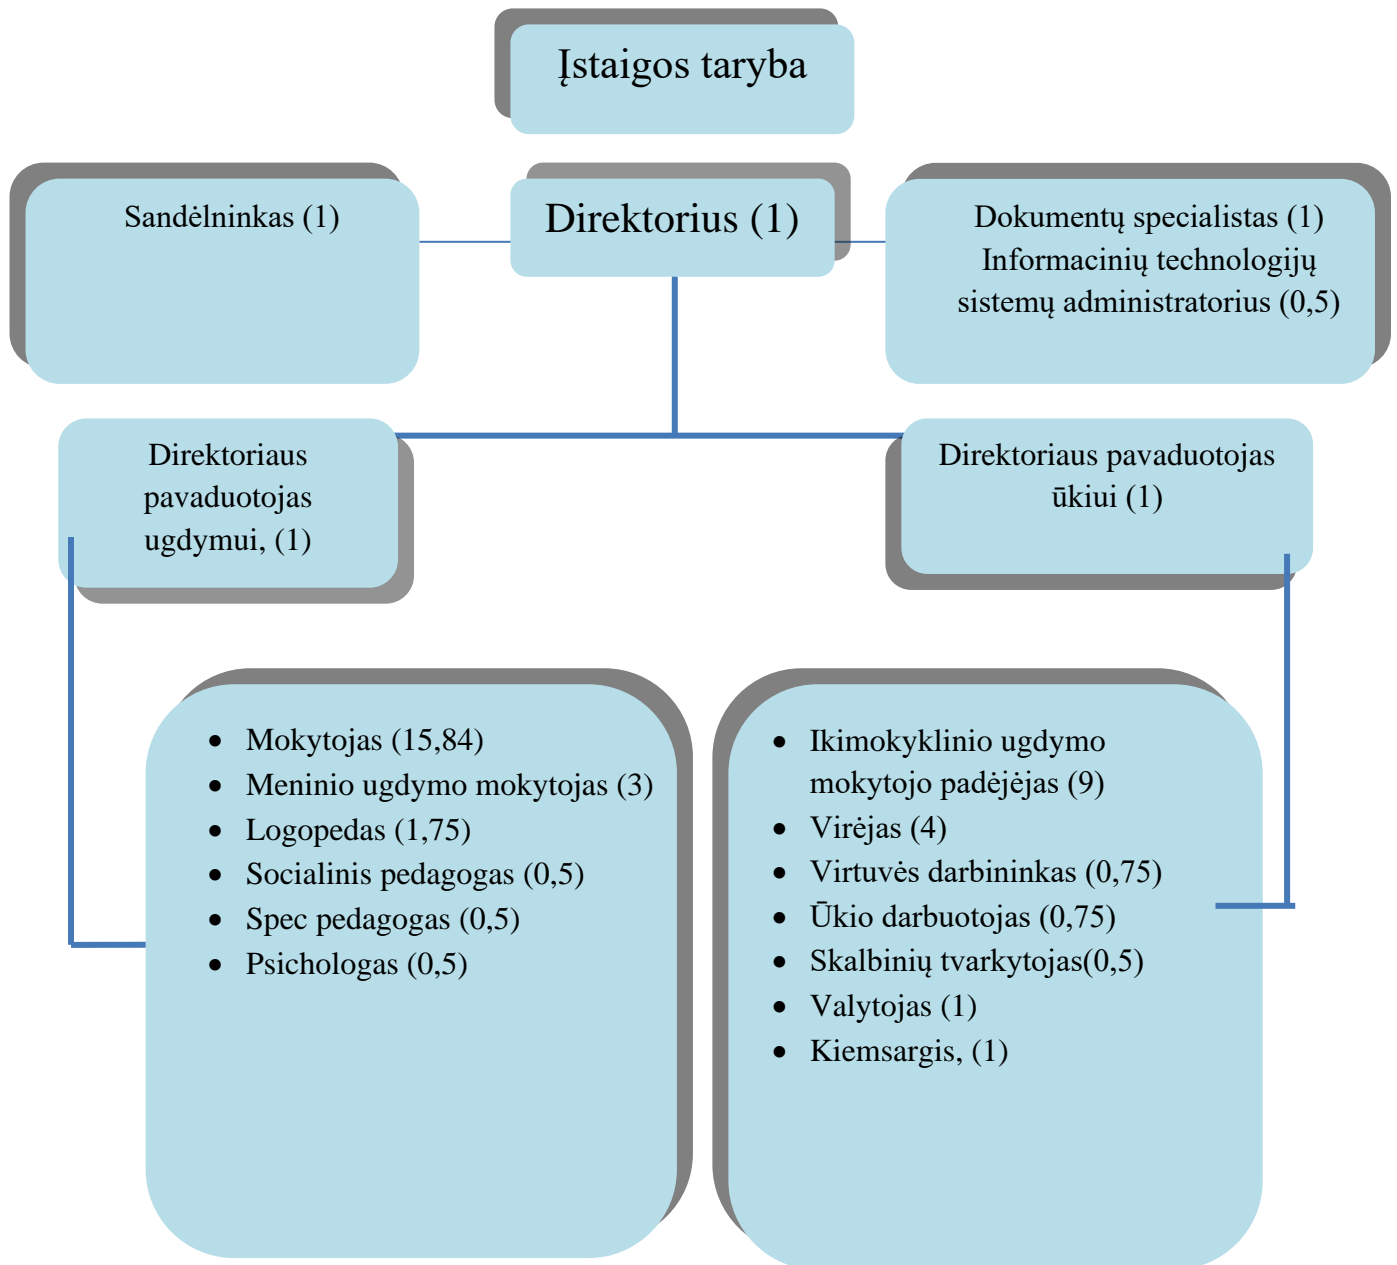 Įstaigos taryba
Sandėlninkas (1)
Direktorius (1)
Dokumentų specialistas (1)
Informacinių technologijų
sistemų administratorius (0,5)
Direktoriaus
pavaduotojas
ugdymui, (1)
Direktoriaus pavaduotojas
ūkiui (1)
• Mokytojas (15,84)
• Meninio ugdymo mokytojas (3)
• Logopedas (1,75)
• Socialinis pedagogas (0,5)
• Spec pedagogas (0,5)
• Psichologas (0,5)
• Ikimokyklinio ugdymo
mokytojo padėjėjas (9)
• Virėjas (4)
• Virtuvės darbininkas (0,75)
• Ūkio darbuotojas (0,75)
• Skalbinių tvarkytojas(0,5)
• Valytojas (1)
• Kiemsargis, (1)